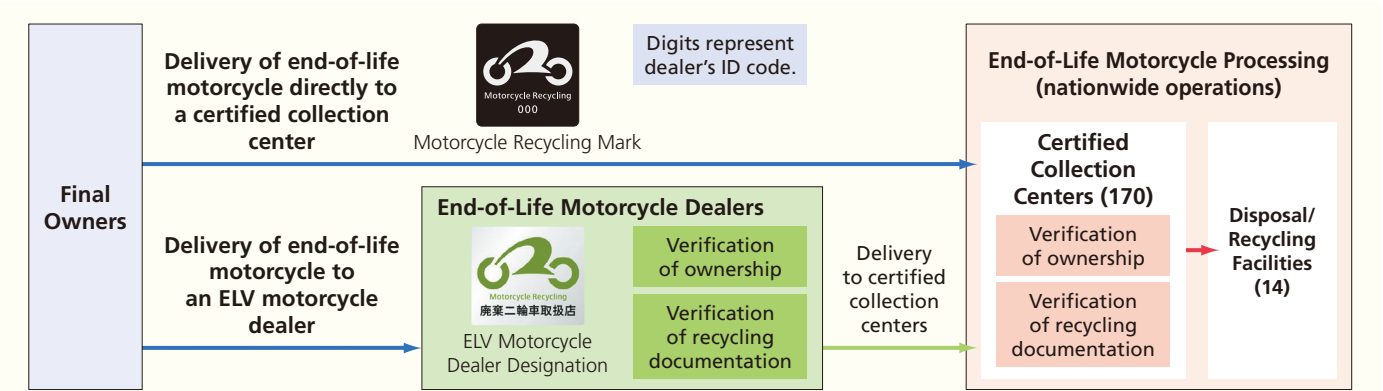 Final
Owners
Delivery of end-of-life
motorcycle directly to
a certified collection
center
Motorcycle Recycling
000
Motorcycle Recycling Mark
Digits represent
dealer's ID code.
Delivery of end-of-life
motorcycle to
an ELV motorcycle
dealer
End-of-Life Motorcycle Dealers
Motorcycle Recycling
廃棄二輪車取扱店
ELV Motorcycle
Dealer Designation
Verification
of ownership
Verification
of recycling
documentation
Delivery
to certified
collection
centers
End-of-Life Motorcycle Processing
(nationwide operations)
Certified
Collection
Centers (170)
Verification
of ownership
Verification
of recycling
documentation
Disposal/
Recycling
Facilities
(14)